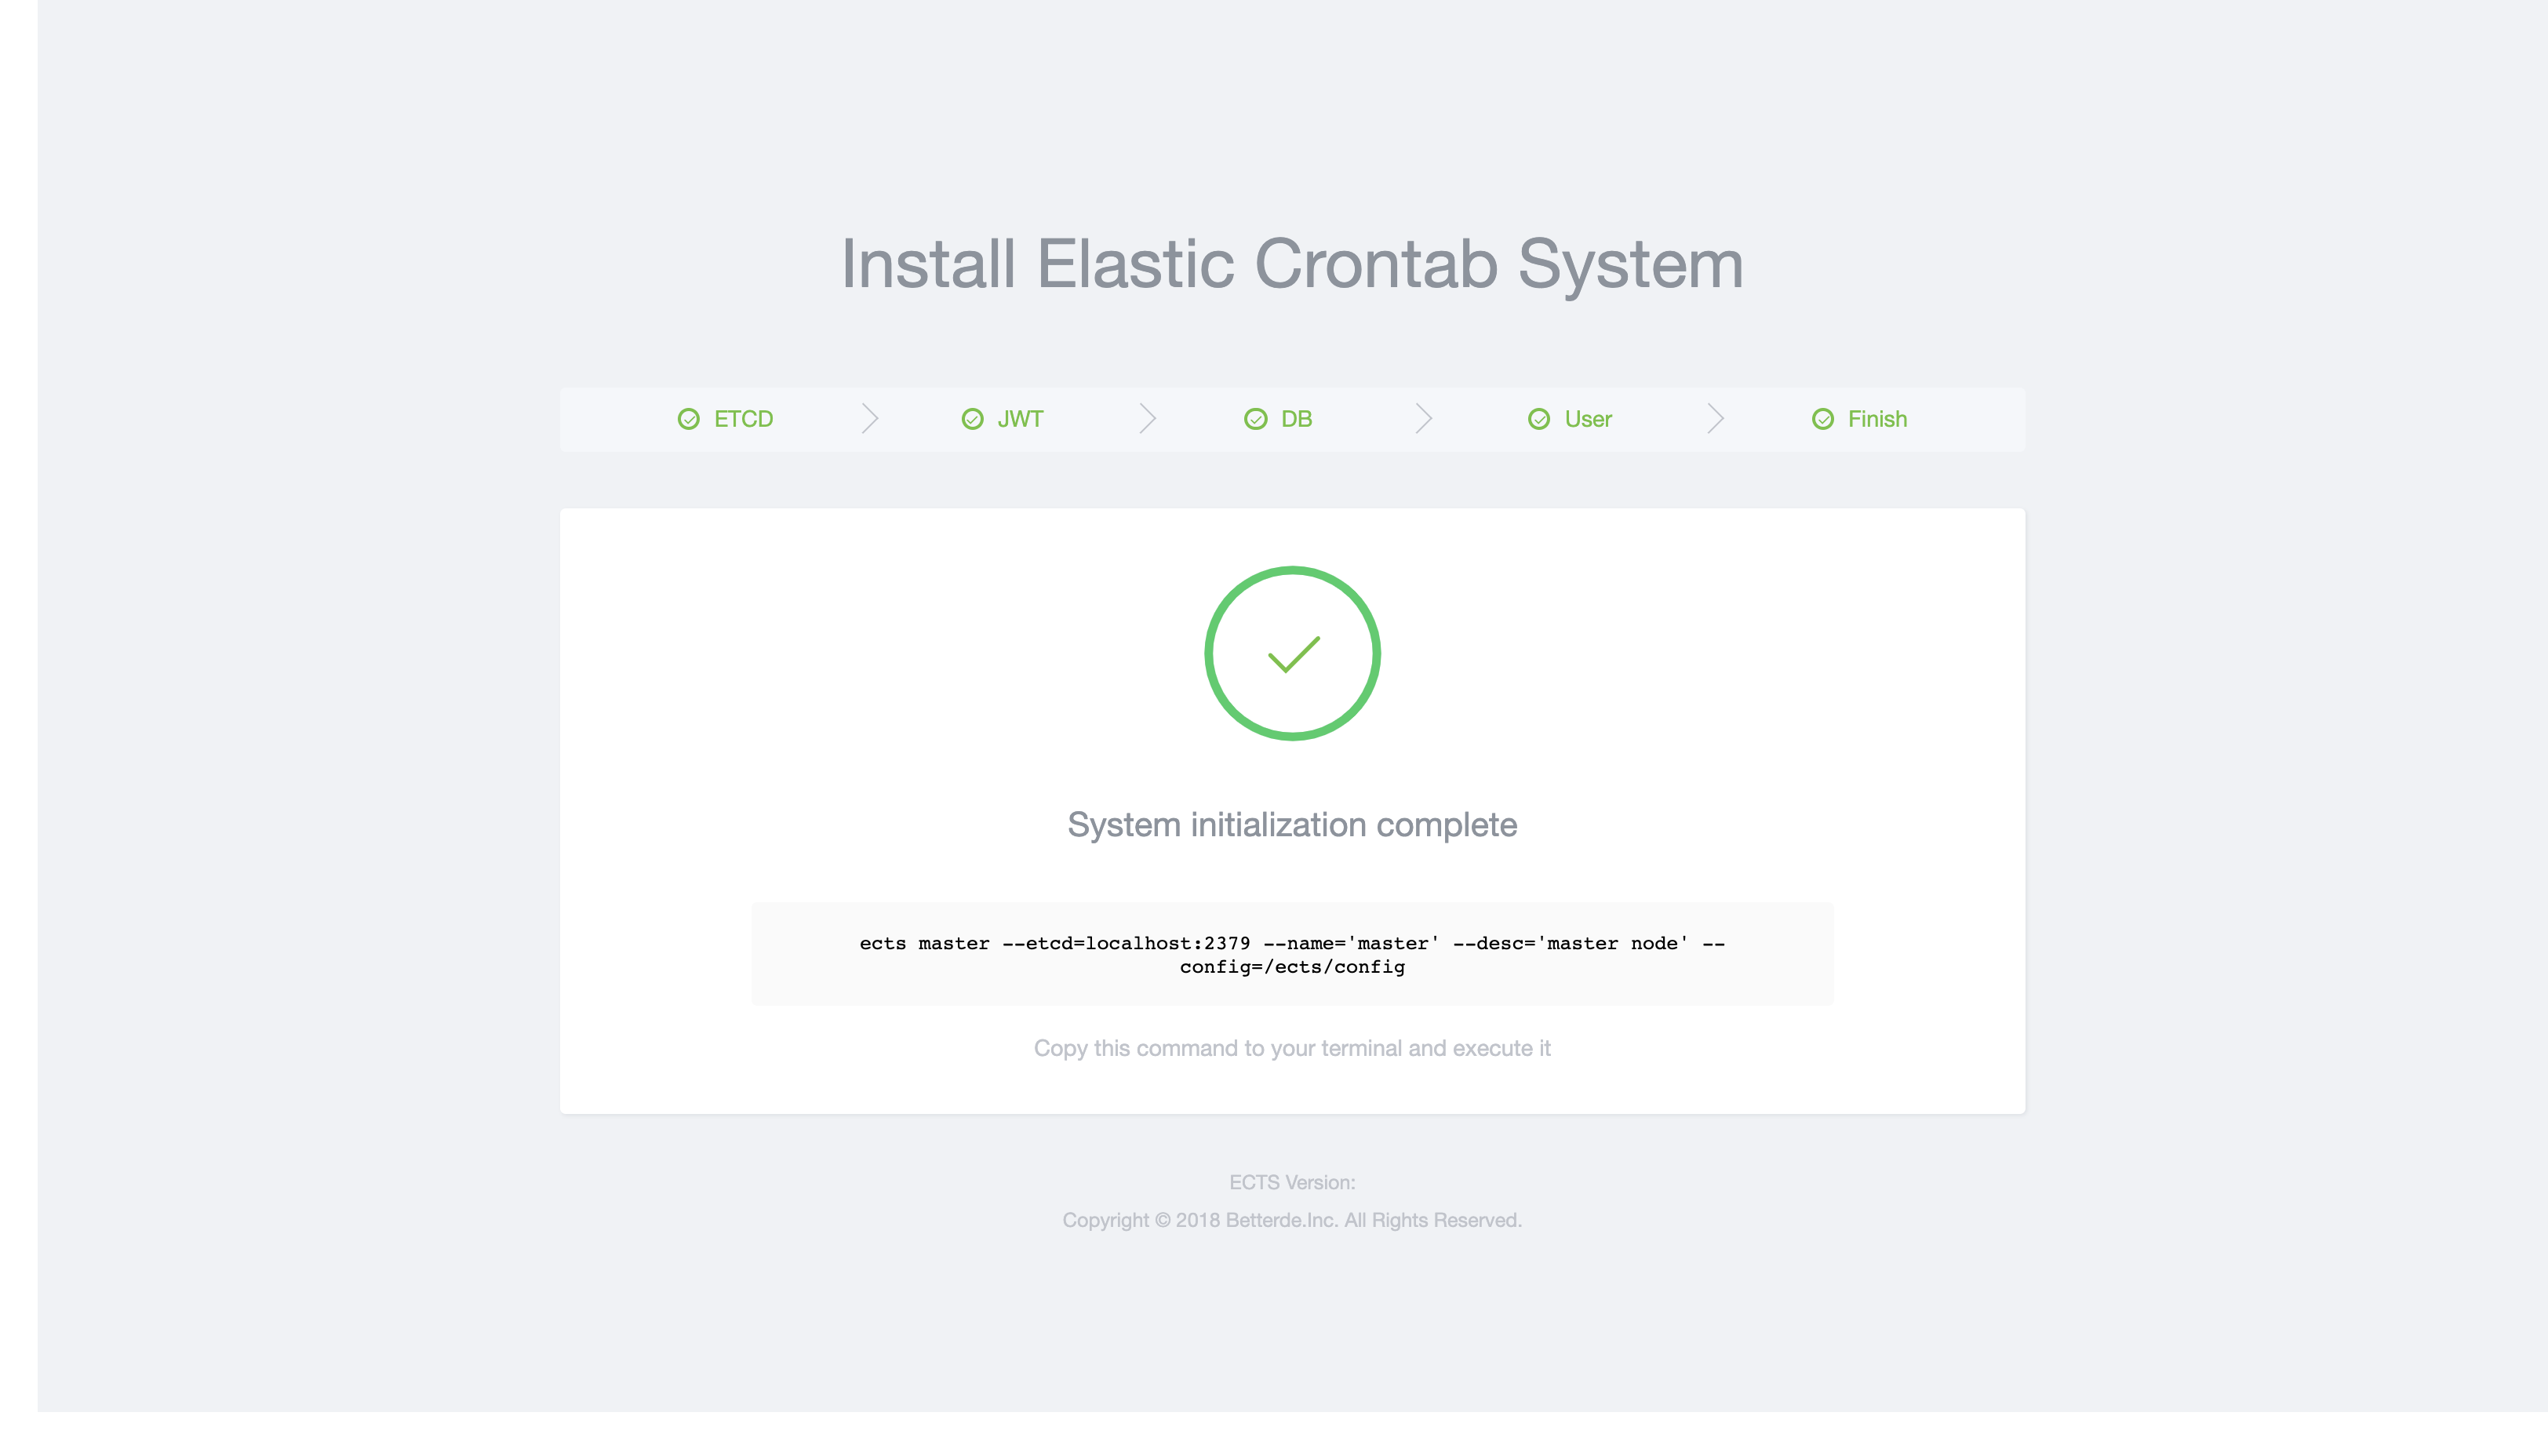 Install Elastic Crontab System
ETCD JWT DB User Finish
System initialization complete
ects master --etcd=localhost:2379 --name='master' --desc='master node' --
config=/ects/config
Copy this command to your terminal and execute it
ECTS Version:
Copyright © 2018 Betterde.Inc. All Rights Reserved.